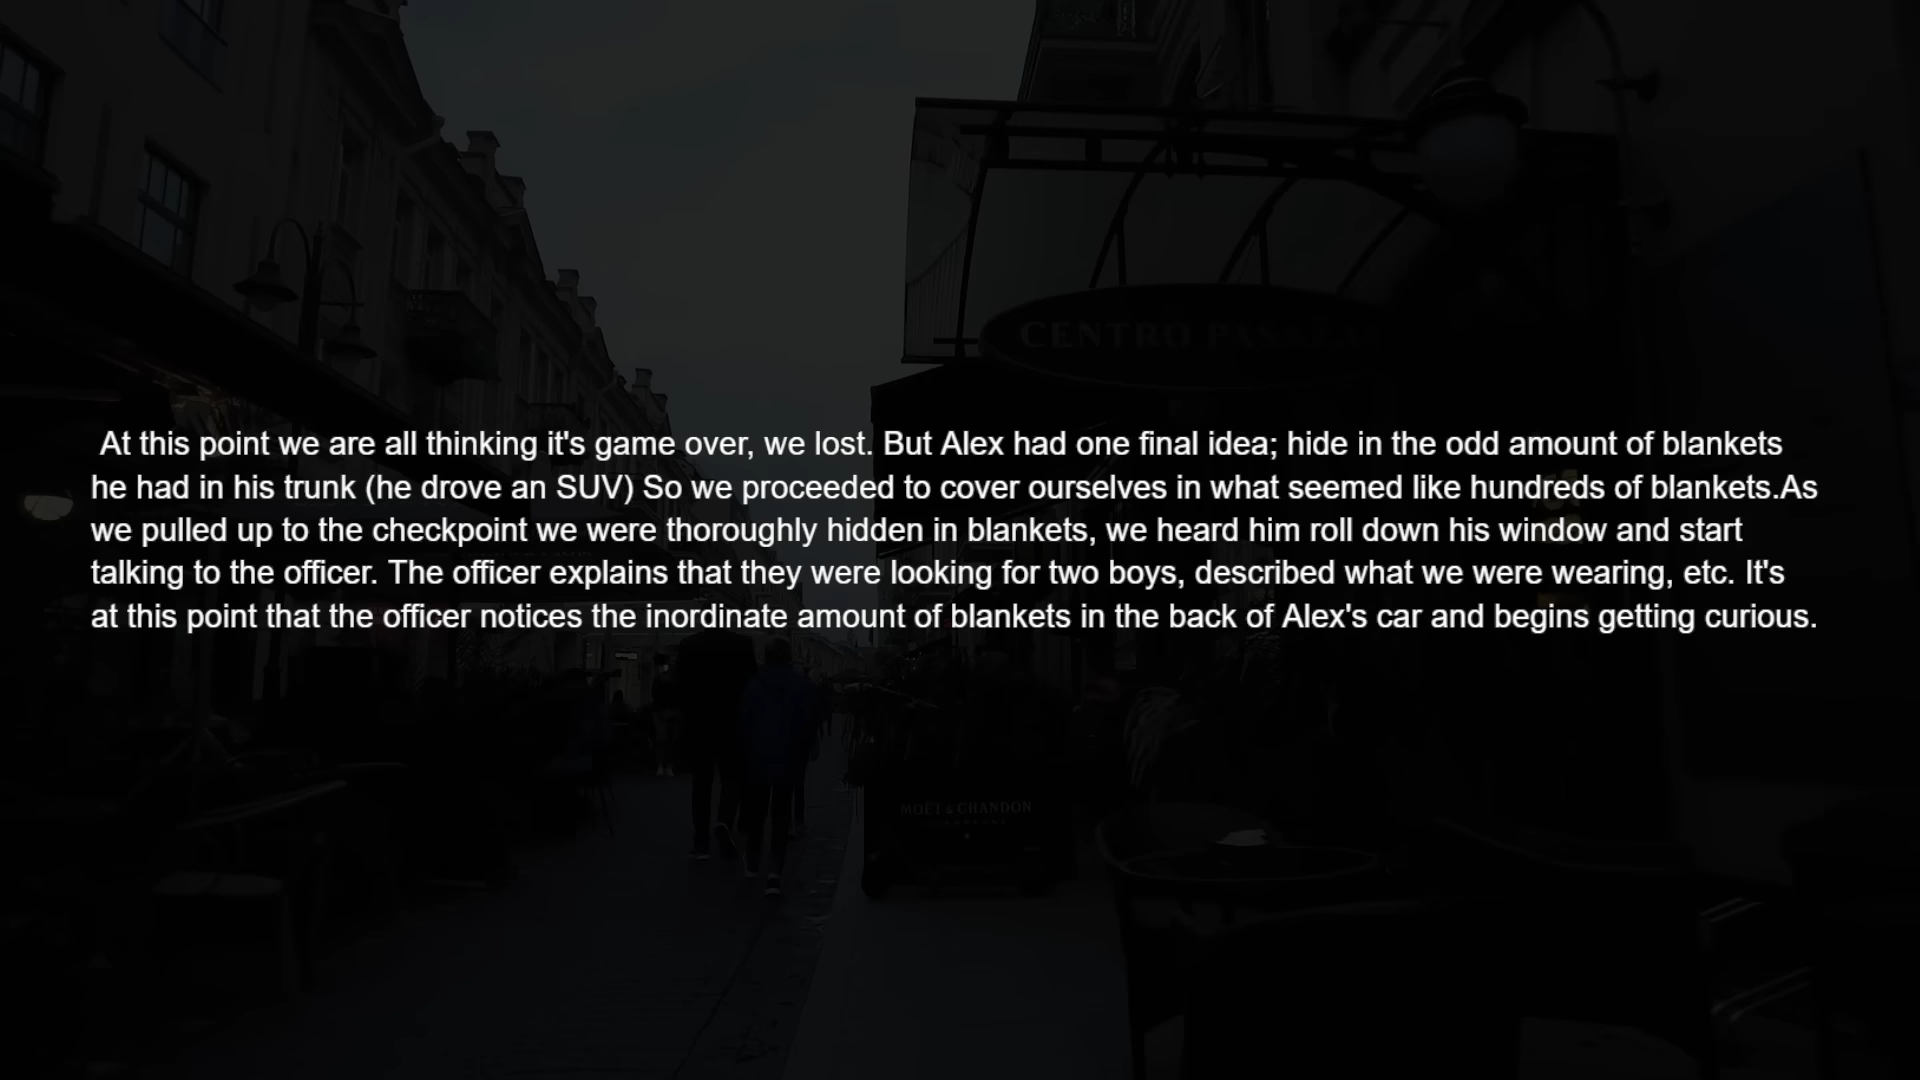 CENTRO
At this point we are all thinking it's game over, we lost. But Alex had one final idea; hide in the odd amount of blankets
he had in his trunk (he drove an SUV) So we proceeded to cover ourselves in what seemed like hundreds of blankets.As
we pulled up to the checkpoint we were thoroughly hidden in blankets, we heard him roll down his window and start
talking to the officer. The officer explains that they were looking for two boys, described what we were wearing, etc. It's
at this point that the officer notices the inordinate amount of blankets in the back of Alex's car and begins getting curious.
MOËT & CHANDON